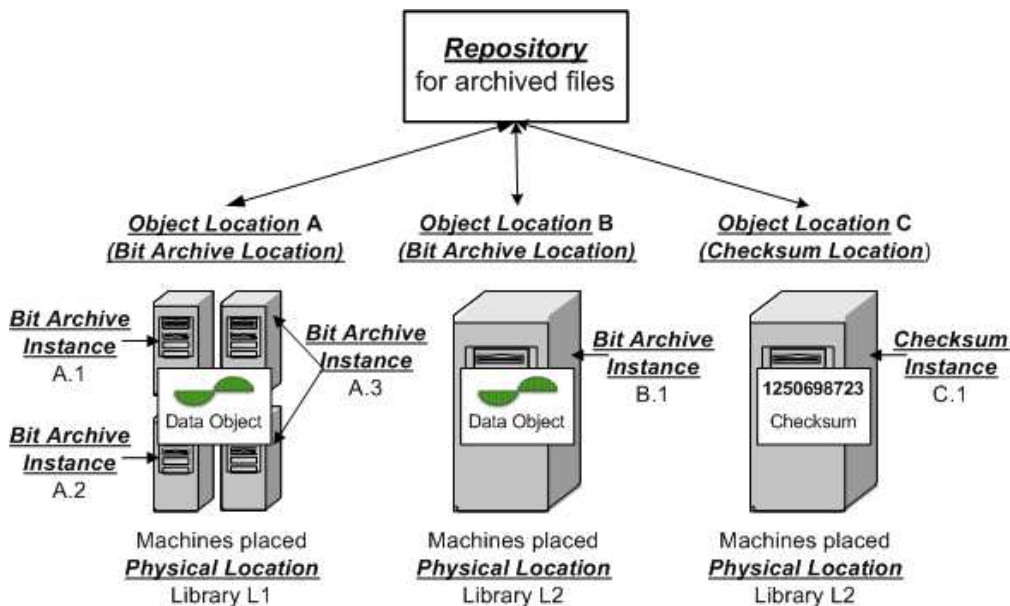 Repository
for archived files
Object Location A
(Bit Archive Location)
Object Location B
(Bit Archive Location)
Object Location C
(Checksum Location)
Bit Archive
Instance
A.1
Bit Archive
Instance
A.2
Bit Archive
Instance
A.3
Data Object
Machines placed
Physical Location
Library L1
Bit Archive
Instance
B.1
Data Object
Machines placed
Physical Location
Library L2
Checksum
Instance
C.1
1250698723
Checksum
Machines placed
Physical Location
Library L2